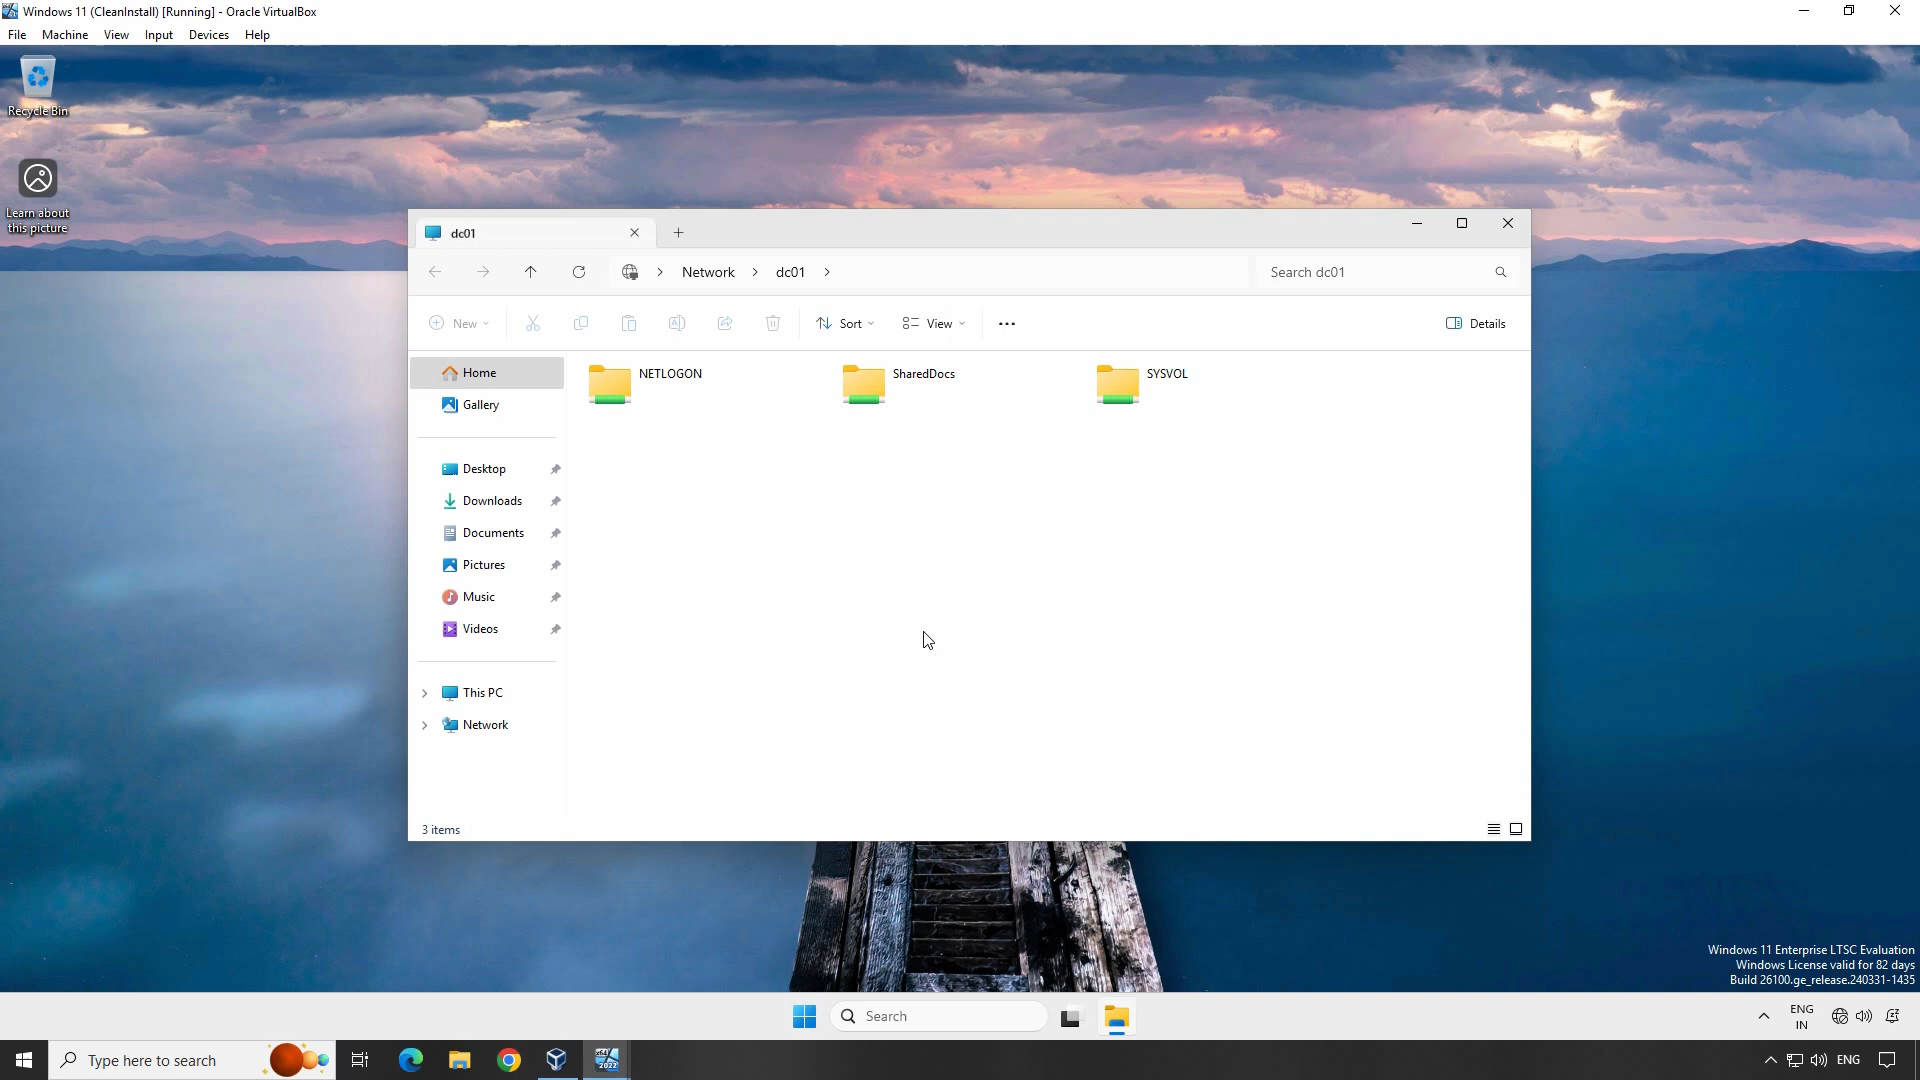 Windows 11 (CleanInstall) [Running] - Oracle VirtualBox
File Machine View Input Devices Help
Recycle Bin
Learn about
this picture
dc01
Network dc01
Search dc01
New
Sort
View
Details
Home
Gallery
Desktop
Downloads
Documents
Pictures
Music
Videos
This PC
Network
NETLOGON
SharedDocs
SYSVOL
3 items
Windows 11 Enterprise LTSC Evaluation
Windows License valid for 82 days
Build 26100.ge_release.240331-1435
Search
ENG
IN
Type here to search
x64
2022
ENG